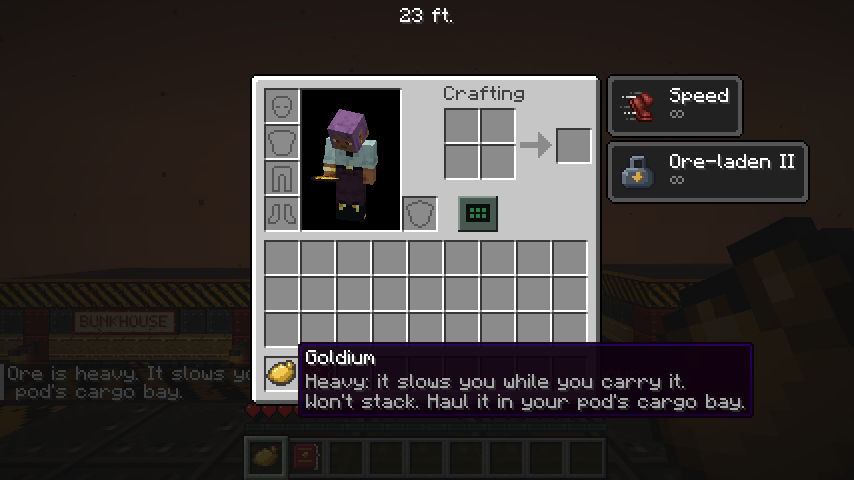 23 ft.
Crafting
Speed
∞
Ore-laden II
∞
BUNKHOUSE
Ore is heavy. It slows yo
pod's cargo bay.
Goldium
Heavy: it slows you while you carry it.
Won't stack. Haul it in your pod's cargo bay.